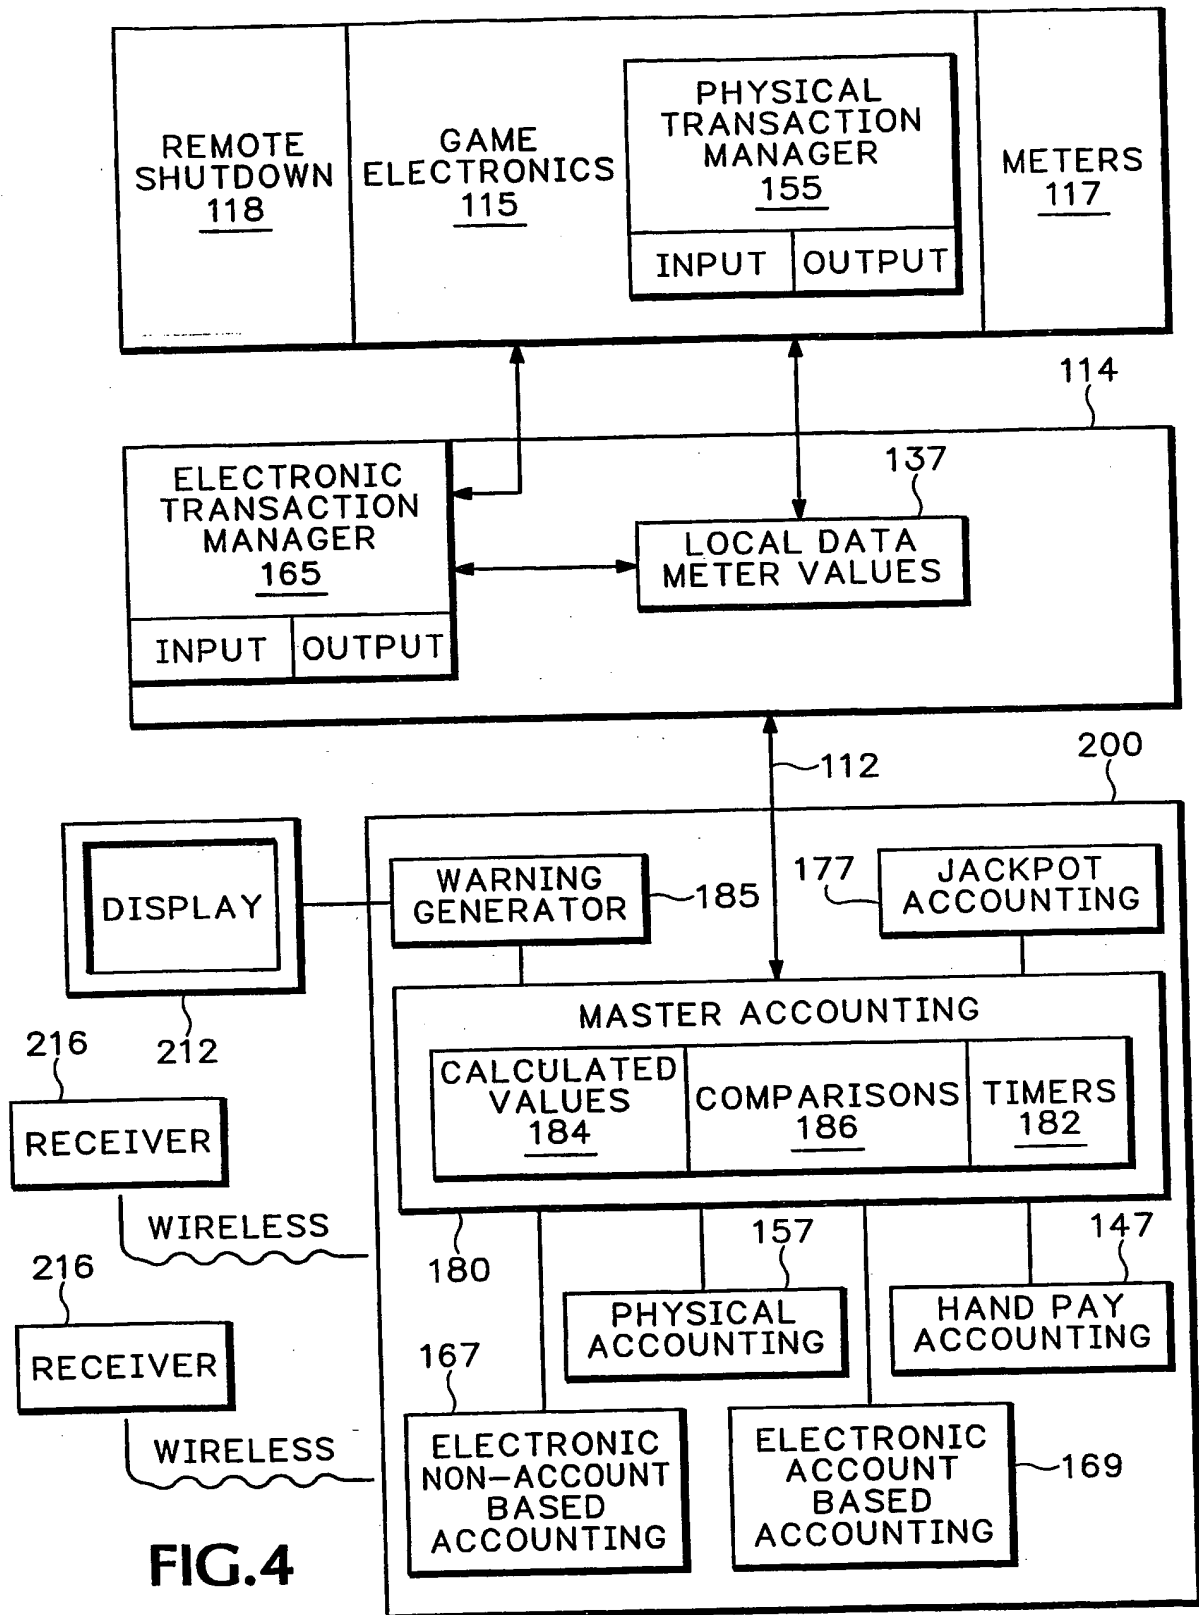 REMOTE
SHUTDOWN
118
GAME
ELECTRONICS
115
PHYSICAL
TRANSACTION
MANAGER
155
INPUT
OUTPUT
METERS
117
114
ELECTRONIC
TRANSACTION
MANAGER
165
INPUT
OUTPUT
137
LOCAL DATA
METER VALUES
112
200
DISPLAY
212
WARNING
GENERATOR
185
177
JACKPOT
ACCOUNTING
MASTER ACCOUNTING
CALCULATED
VALUES
184
COMPARISONS
186
TIMERS
182
180
216
RECEIVER
WIRELESS
216
RECEIVER
WIRELESS
157
PHYSICAL
ACCOUNTING
147
HAND PAY
ACCOUNTING
167
ELECTRONIC
NON-ACCOUNT
BASED
ACCOUNTING
ELECTRONIC
ACCOUNT
BASED
ACCOUNTING
169
FIG.4